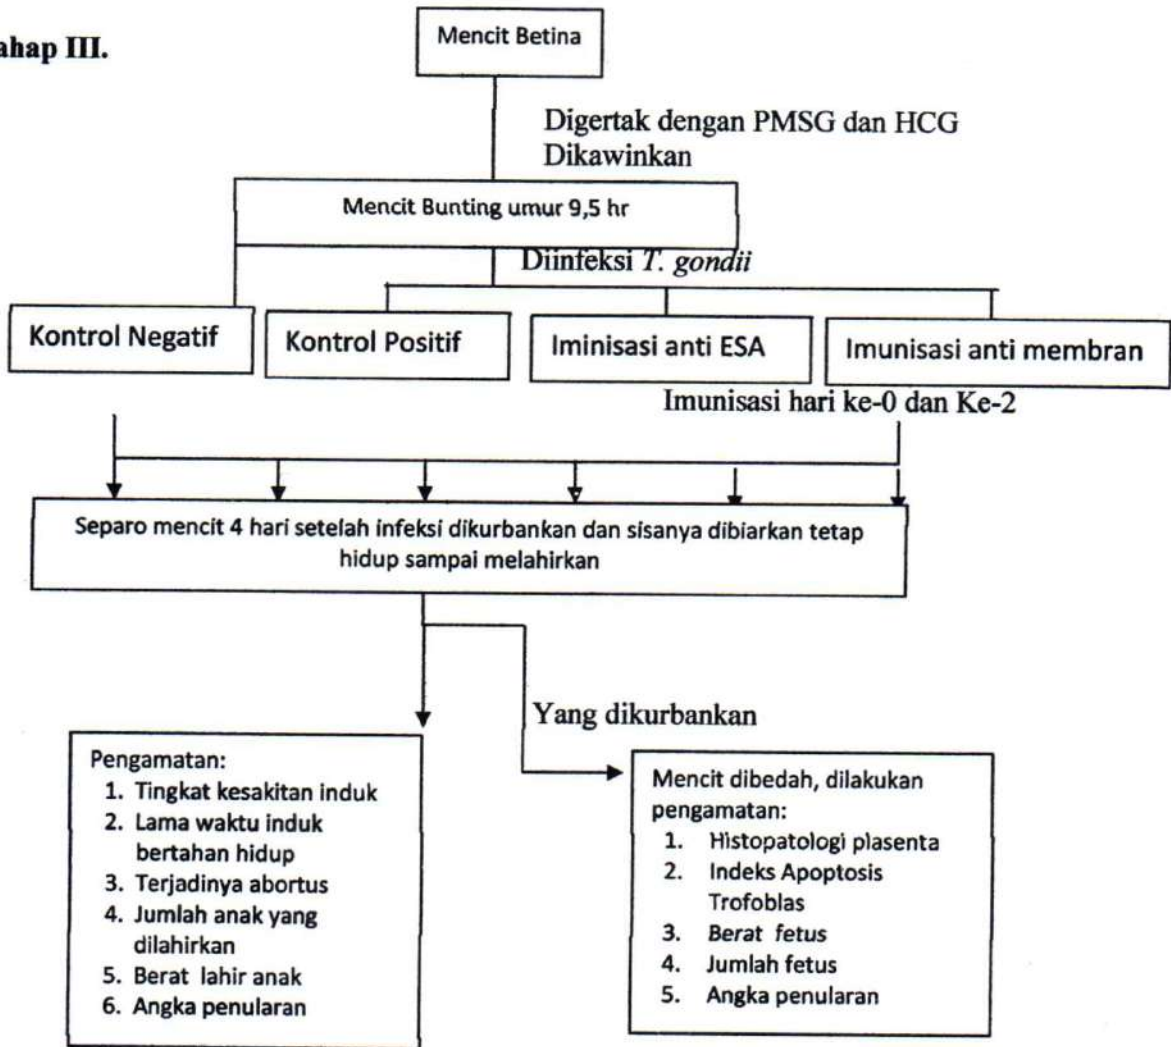 ahap III.
Mencit Betina
Digertak dengan PMSG dan HCG
Dikawinkan
Mencit Bunting umur 9,5 hr
Diinfeksi T. gondii
Kontrol Negatif
Kontrol Positif
Iminisasi anti ESA
Imunisasi anti membran
Imunisasi hari ke-0 dan Ke-2
Separo mencit 4 hari setelah infeksi dikurbankan dan sisanya dibiarkan tetap
hidup sampai melahirkan
Yang dikurbankan
Pengamatan:
1. Tingkat kesakitan induk
2. Lama waktu induk
bertahan hidup
3. Terjadinya abortus
4. Jumlah anak yang
dilahirkan
5. Berat lahir anak
6. Angka penularan
Mencit dibedah, dilakukan
pengamatan:
1. Histopatologi plasenta
2. Indeks Apoptosis
Trofoblas
3. Berat fetus
4. Jumlah fetus
5. Angka penularan